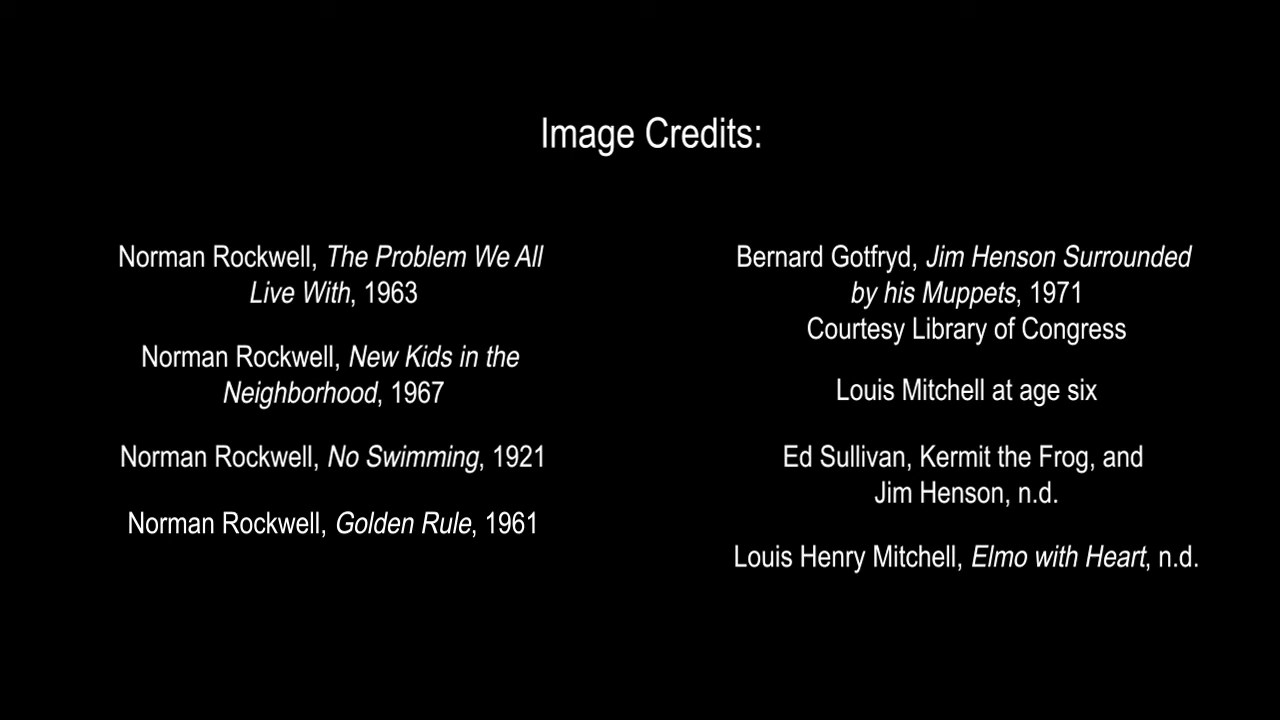 Image Credits:
Norman Rockwell, The Problem We All
Live With, 1963
Norman Rockwell, New Kids in the
Neighborhood, 1967
Norman Rockwell, No Swimming, 1921
Norman Rockwell, Golden Rule, 1961
Bernard Gotfryd, Jim Henson Surrounded
by his Muppets, 1971
Courtesy Library of Congress
Louis Mitchell at age six
Ed Sullivan, Kermit the Frog, and
Jim Henson, n.d.
Louis Henry Mitchell, Elmo with Heart, n.d.